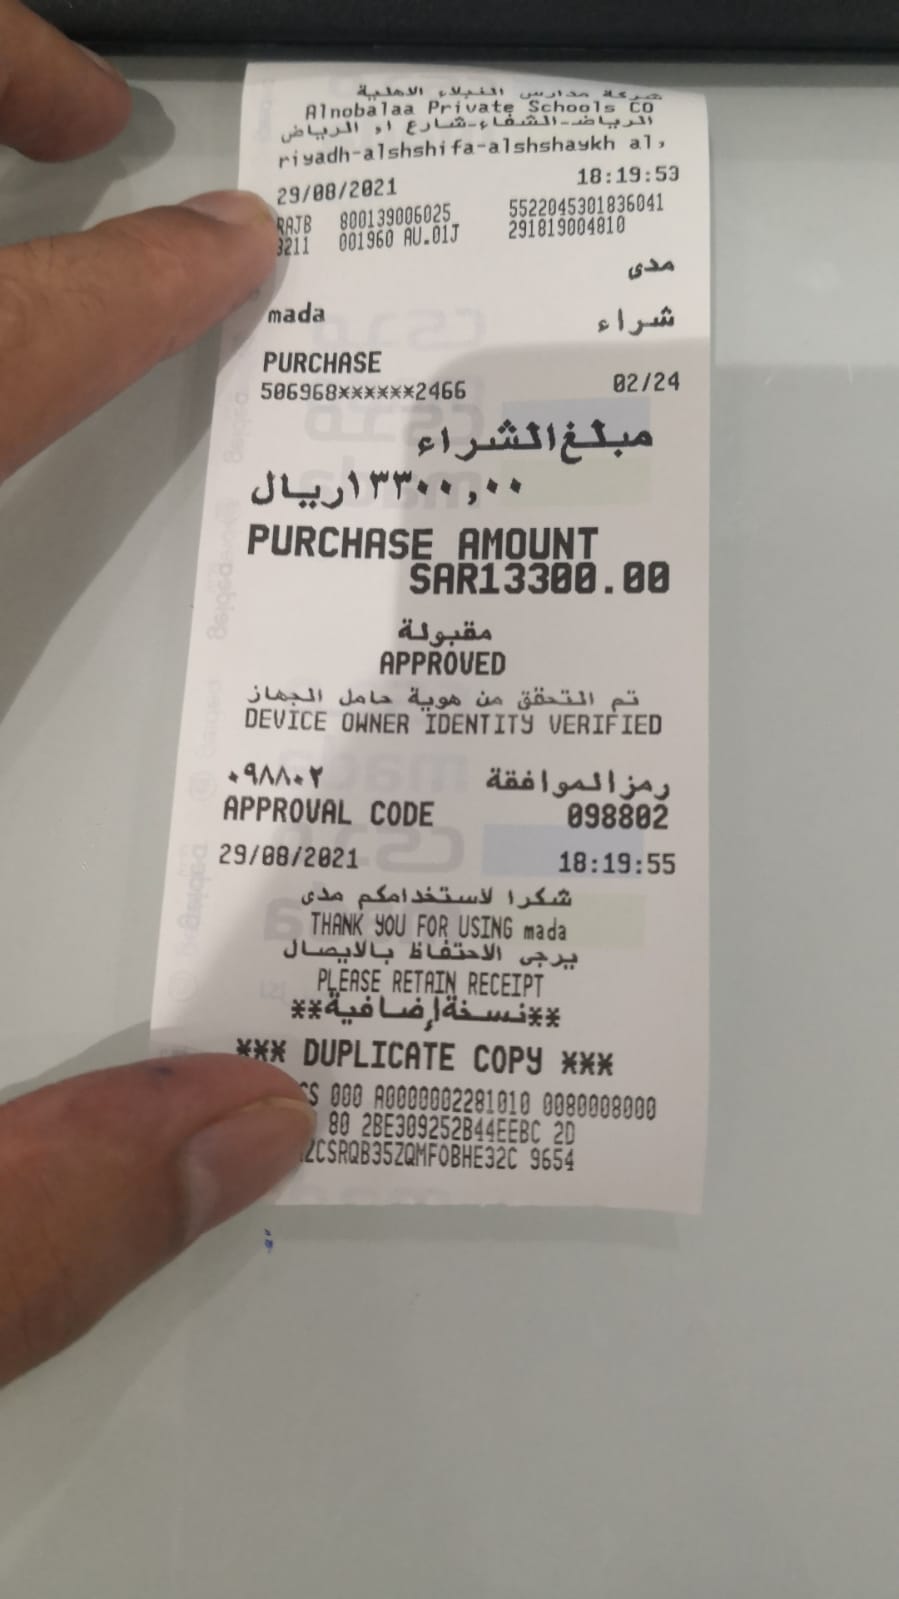 شركة مدارس النبلاء الاهلية
Alnobalaa Private Schools CO
الرياض-الشفاء-شارع ال الرياض
riyadh-alshshifa-alshshaykh al,
29/08/2021 18:19:53
RAJB 800139006025 5522045301836041
3211 001960 AU.01J 291819004810
مدى
mada شراء
PURCHASE
506968******2466 02/24
مبلغ الشراء
١٣٣٠٠,٠٠ريال
PURCHASE AMOUNT
SAR13300.00
مقبولة
APPROVED
تم التحقق من هوية حامل الجهاز
DEVICE OWNER IDENTITY VERIFIED
٠٩٨٨٠٢ رمز الموافقة
APPROVAL CODE 098802
29/08/2021 18:19:55
شكرا لاستخدامكم مدى
THANK YOU FOR USING mada
يرجى الاحتفاظ بالايصال
PLEASE RETAIN RECEIPT
**نسخة إضافية**
*** DUPLICATE COPY ***
CS 000 A0000002281010 0080008000
80 2BE309252B44EEBC 2D
ZCSRQB35ZQMFOBHE32C 9654